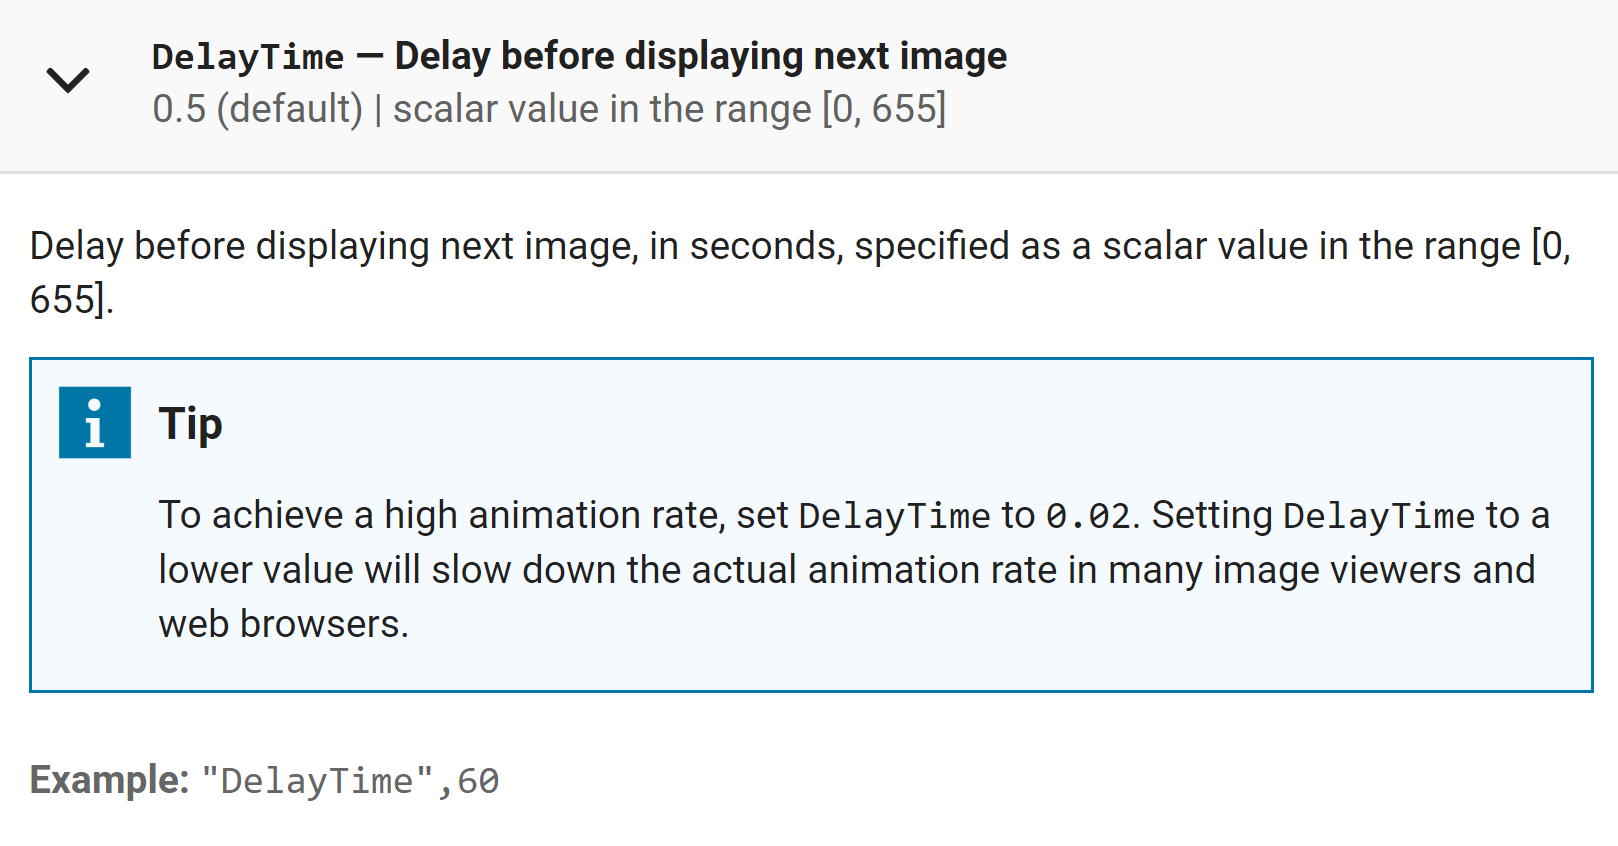 DelayTime — Delay before displaying next image
0.5 (default) | scalar value in the range [0, 655]
Delay before displaying next image, in seconds, specified as a scalar value in the range [0,
655].
i Tip
To achieve a high animation rate, set DelayTime to 0.02. Setting DelayTime to a
lower value will slow down the actual animation rate in many image viewers and
web browsers.
Example: "DelayTime",60